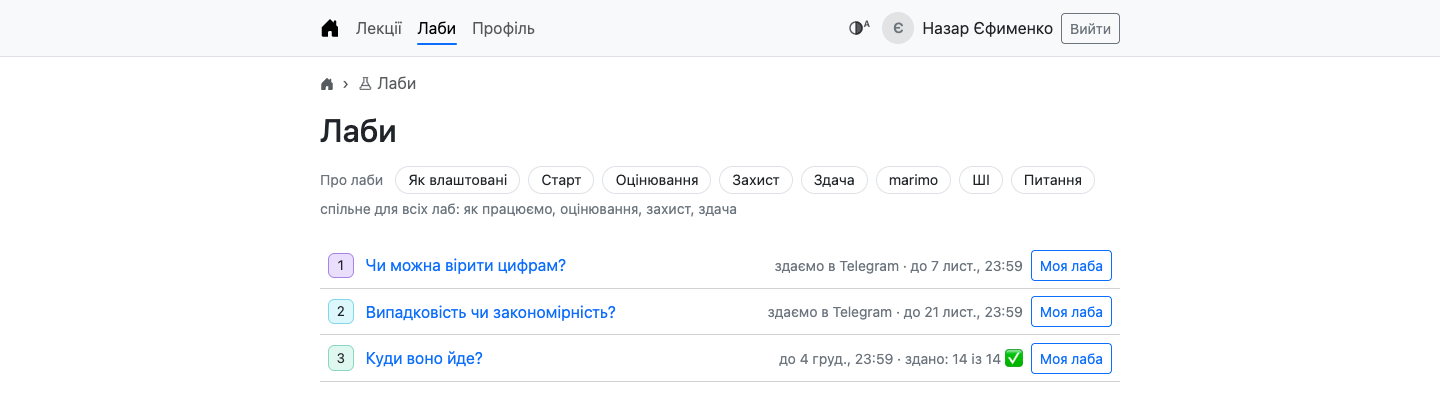 Лекції Лаби Профіль A Є Назар Єфименко Вийти
› Лаби
Лаби
Про лаби Як влаштовані Старт Оцінювання Захист Здача marimo ШІ Питання
спільне для всіх лаб: як працюємо, оцінювання, захист, здача
1 Чи можна вірити цифрам? здаємо в Telegram · до 7 лист., 23:59 Моя лаба
2 Випадковість чи закономірність? здаємо в Telegram · до 21 лист., 23:59 Моя лаба
3 Куди воно йде? до 4 груд., 23:59 · здано: 14 із 14 ✅ Моя лаба